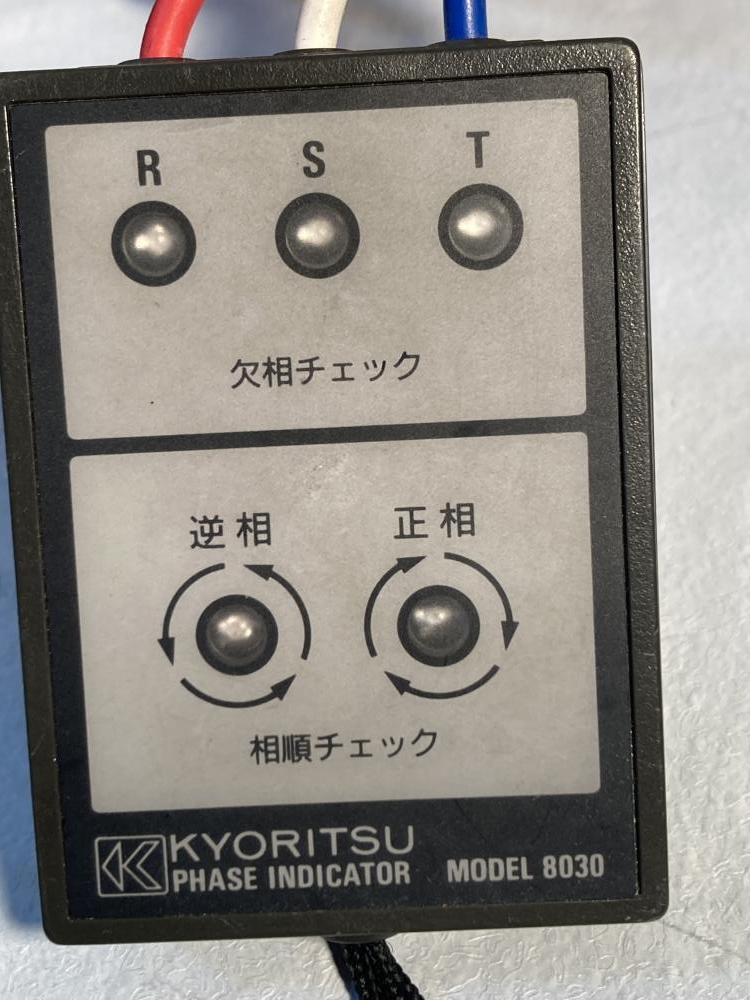 R S T
欠相チェック
逆相 正相
相順チェック
KYORITSU
PHASE INDICATOR MODEL 8030